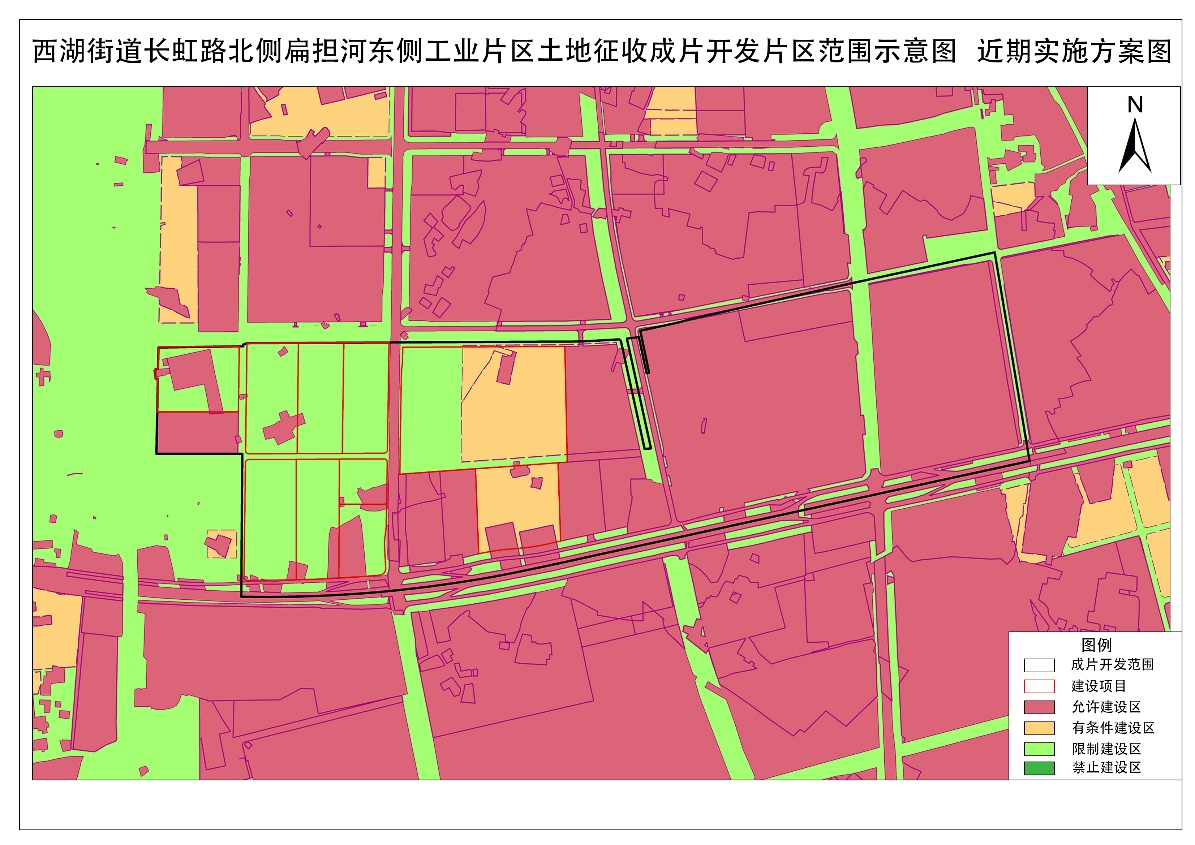 西湖街道长虹路北侧扁担河东侧工业片区土地征收成片开发片区范围示意图 近期实施方案图
N
图例
成片开发范围
建设项目
允许建设区
有条件建设区
限制建设区
禁止建设区